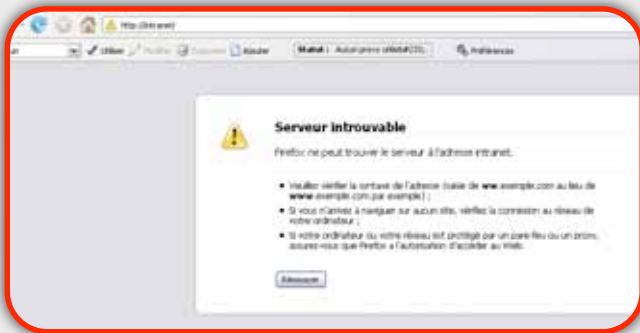 http://intranet/
Utiliser Modifier Supprimer Ajouter Statut : Aucun proxy Préférences
Serveur introuvable
Firefox ne peut trouver le serveur à l'adresse intranet.
Veuillez vérifier la syntaxe de l'adresse (saisie de ww.exemple.com au lieu de
www.exemple.com par exemple) ;
Si vous n'arrivez à naviguer sur aucun site, vérifiez la connexion au réseau de
votre ordinateur ;
Si votre ordinateur ou votre réseau est protégé par un pare-feu ou un proxy,
assurez-vous que Firefox a l'autorisation d'accéder au Web.
Réessayer